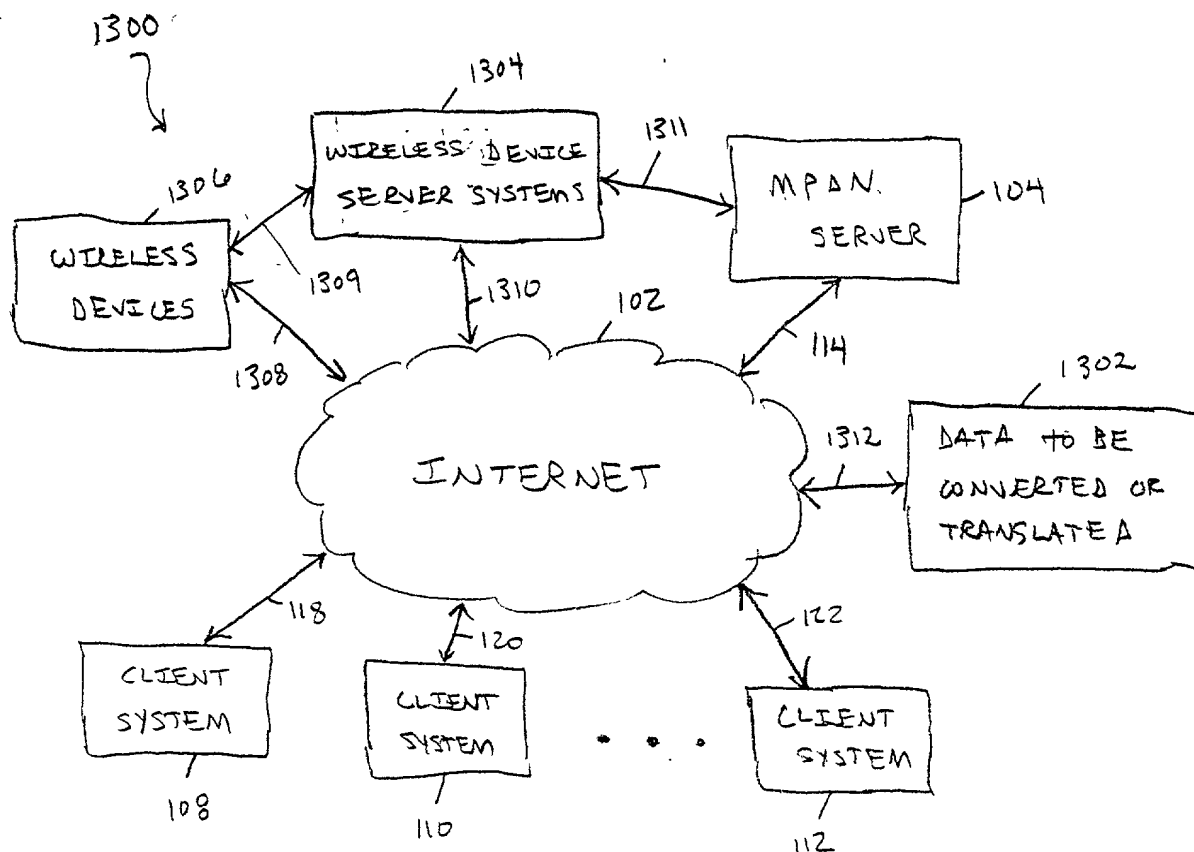 1300
1304
WIRELESS DEVICE
SERVER SYSTEMS
1311
MPDN.
SERVER
104
1306
WIRELESS
DEVICES
1309
1310
102
114
1308
1302
INTERNET
1312
DATA TO BE
CONVERTED OR
TRANSLATED
118
120
122
CLIENT
SYSTEM
CLIENT
SYSTEM
• • •
CLIENT
SYSTEM
108
110
112